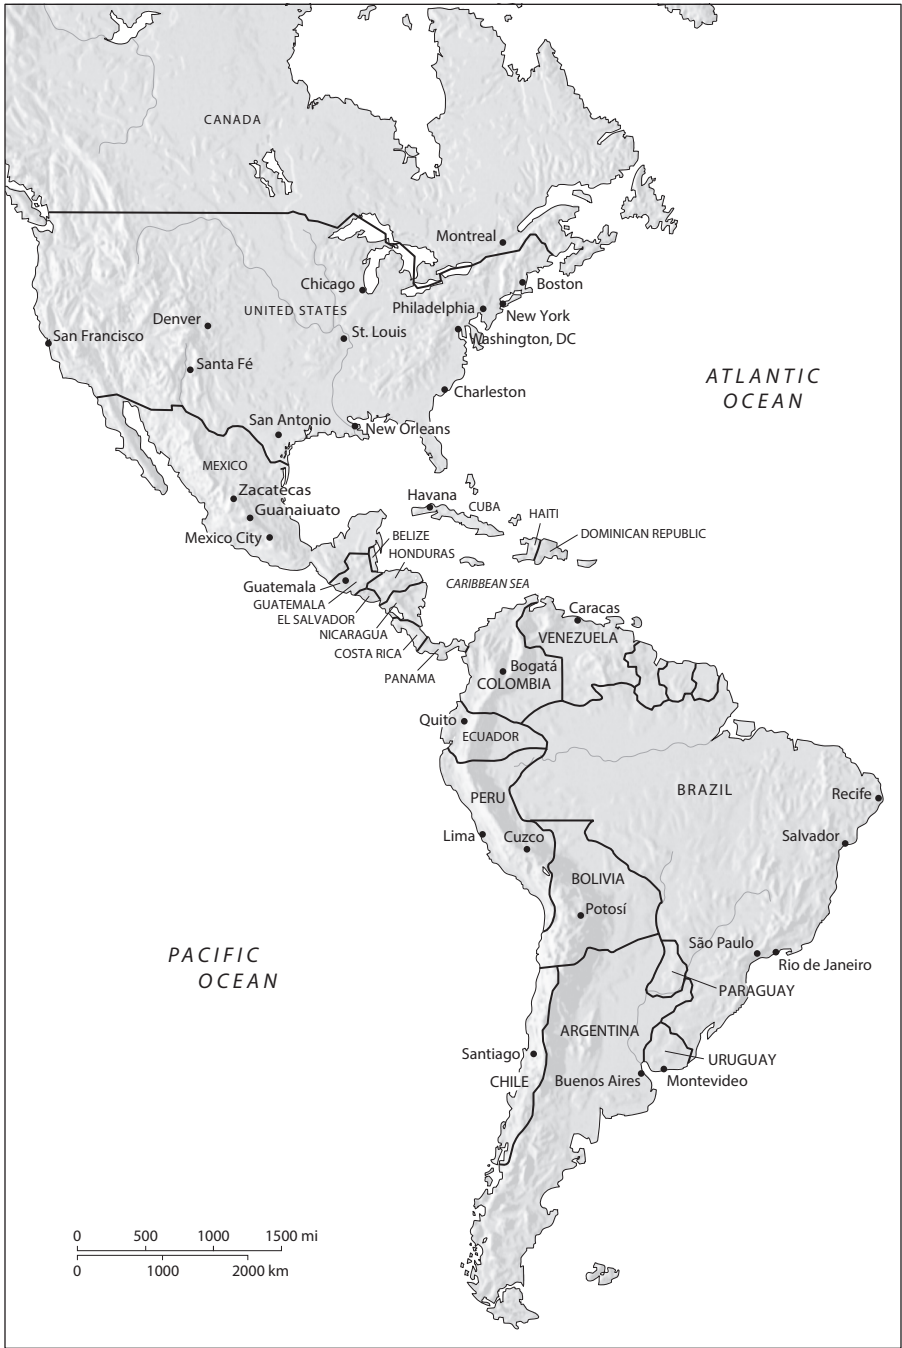 CANADA
Montreal
Chicago
Boston
UNITED STATES
Philadelphia
New York
Denver
St. Louis
Washington, DC
San Francisco
Santa Fé
ATLANTIC
OCEAN
Charleston
San Antonio
New Orleans
MEXICO
Zacatecas
Havana
CUBA
Guanaiuato
HAITI
Mexico City
BELIZE
DOMINICAN REPUBLIC
HONDURAS
Guatemala
CARIBBEAN SEA
GUATEMALA
EL SALVADOR
Caracas
NICARAGUA
VENEZUELA
COSTA RICA
Bogatá
PANAMA
COLOMBIA
Quito
ECUADOR
BRAZIL
PERU
Recife
Lima
Cuzco
Salvador
BOLIVIA
Potosí
PACIFIC
OCEAN
São Paulo
Rio de Janeiro
PARAGUAY
ARGENTINA
Santiago
URUGUAY
CHILE
Buenos Aires
Montevideo
0 500 1000 1500 mi
0 1000 2000 km